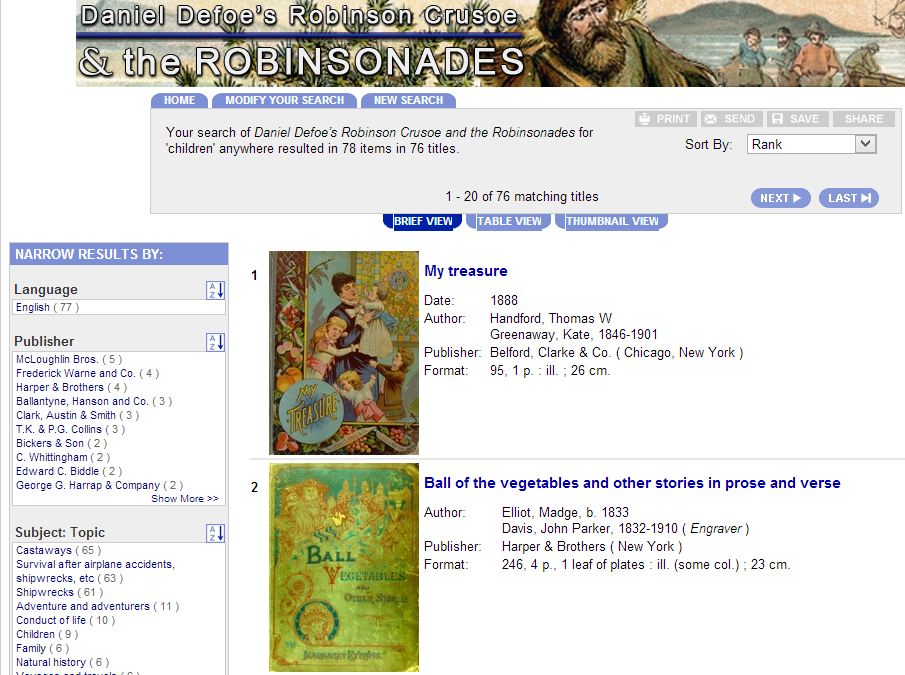 Daniel Defoe's Robinson Crusoe
& the ROBINSONADES
HOME
MODIFY YOUR SEARCH
NEW SEARCH
PRINT
SEND
SAVE
SHARE
Your search of Daniel Defoe's Robinson Crusoe and the Robinsonades for
'children' anywhere resulted in 78 items in 76 titles.
Sort By:
Rank
1 - 20 of 76 matching titles
NEXT
LAST
BRIEF VIEW
TABLE VIEW
THUMBNAIL VIEW
NARROW RESULTS BY:
Language
A
Z
English ( 77 )
Publisher
A
Z
McLoughlin Bros. ( 5 )
Frederick Warne and Co. ( 4 )
Harper & Brothers ( 4 )
Ballantyne, Hanson and Co. ( 3 )
Clark, Austin & Smith ( 3 )
T.K. & P.G. Collins ( 3 )
Bickers & Son ( 2 )
C. Whittingham ( 2 )
Edward C. Biddle ( 2 )
George G. Harrap & Company ( 2 )
Show More >>
Subject: Topic
A
Z
Castaways ( 65 )
Survival after airplane accidents,
shipwrecks, etc ( 63 )
Shipwrecks ( 61 )
Adventure and adventurers ( 11 )
Conduct of life ( 10 )
Children ( 9 )
Family ( 6 )
Natural history ( 6 )
Voyages and travels ( 6 )
1
MY
TREASURE
My treasure
Date: 1888
Author: Handford, Thomas W
Greenaway, Kate, 1846-1901
Publisher: Belford, Clarke & Co. ( Chicago, New York )
Format: 95, 1 p. : ill. ; 26 cm.
2
BALL
VEGETABLES
AND
OTHER STORIES
Ball of the vegetables and other stories in prose and verse
Author: Elliot, Madge, b. 1833
Davis, John Parker, 1832-1910 ( Engraver )
Publisher: Harper & Brothers ( New York )
Format: 246, 4 p., 1 leaf of plates : ill. (some col.) ; 23 cm.